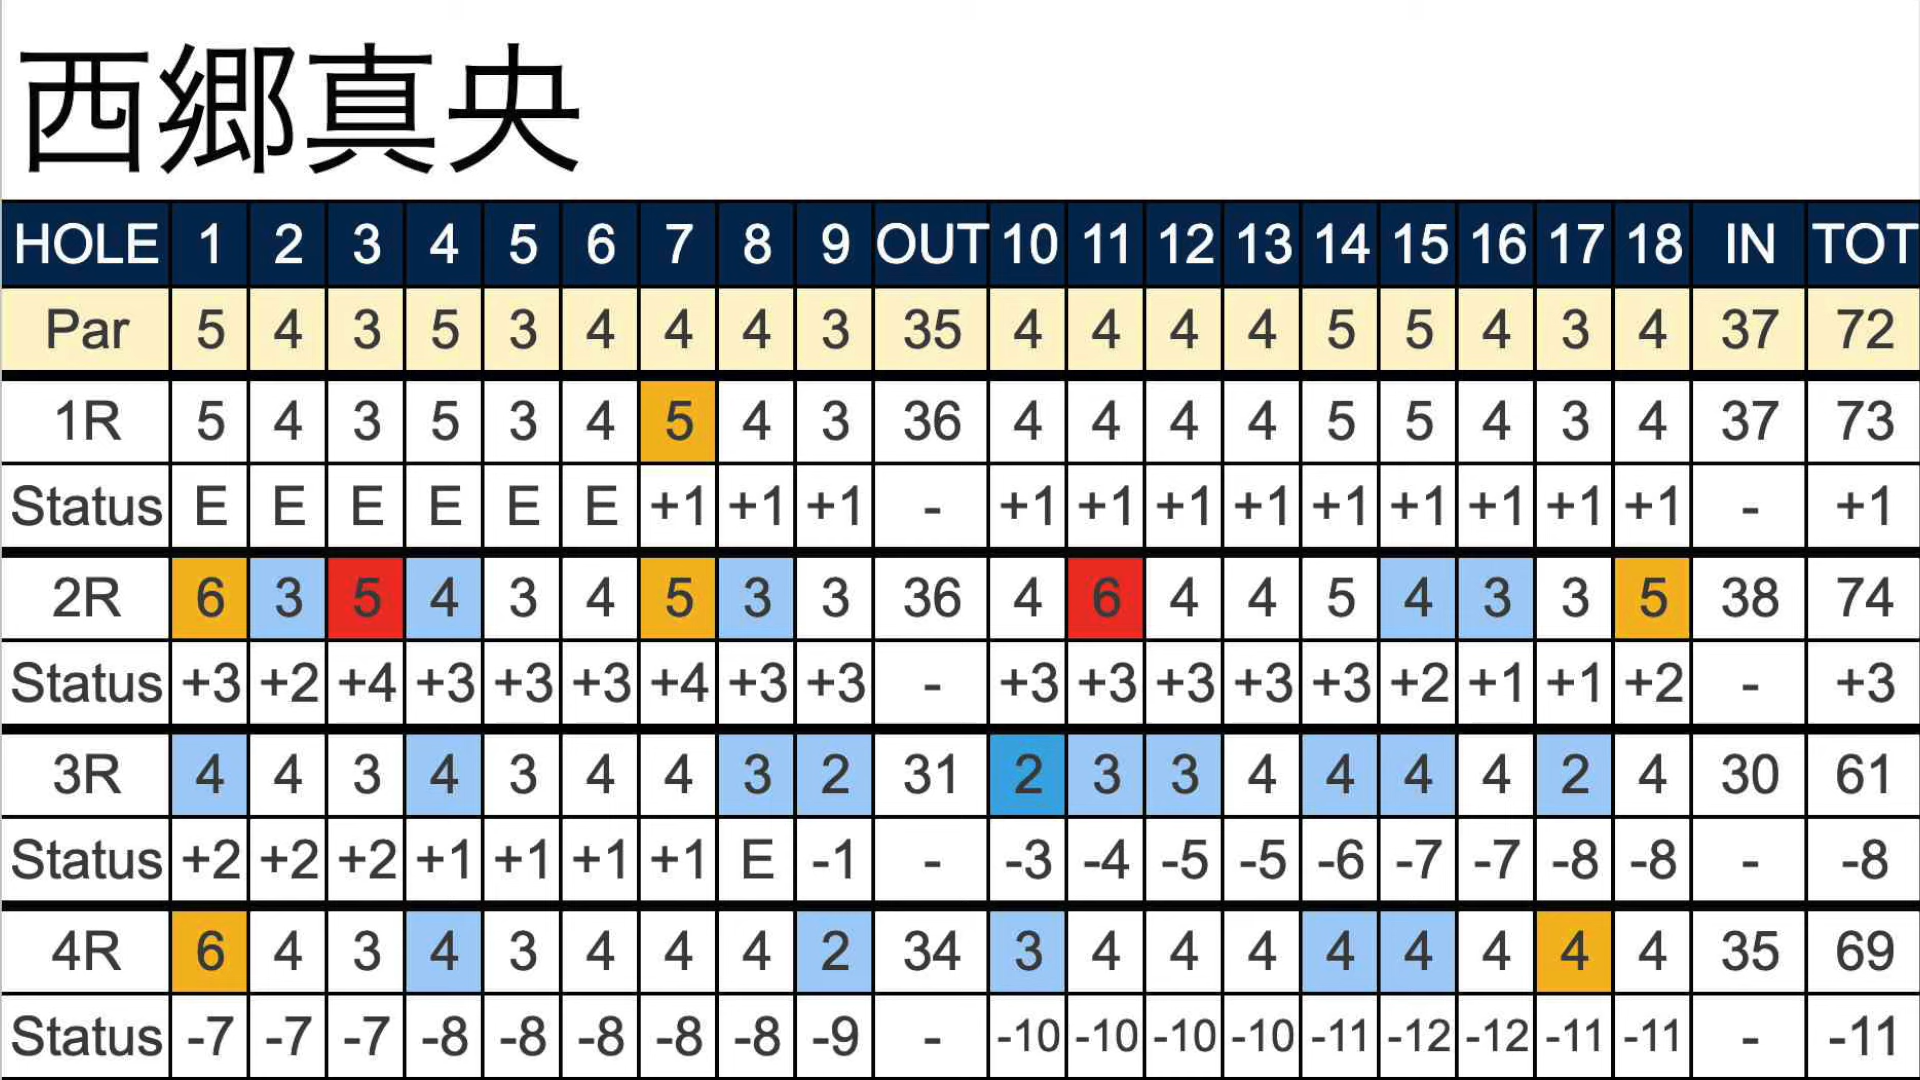 西郷真央
HOLE 1 2 3 4 5 6 7 8 9 OUT 10 11 12 13 14 15 16 17 18 IN TOT
Par 5 4 3 5 3 4 4 4 3 35 4 4 4 4 5 5 4 3 4 37 72
1R 5 4 3 5 3 4 5 4 3 36 4 4 4 4 5 5 4 3 4 37 73
Status E E E E E E +1 +1 +1 - +1 +1 +1 +1 +1 +1 +1 +1 +1 - +1
2R 6 3 5 4 3 4 5 3 3 36 4 6 4 4 5 4 3 3 5 38 74
Status +3 +2 +4 +3 +3 +3 +4 +3 +3 - +3 +3 +3 +3 +3 +2 +1 +1 +2 - +3
3R 4 4 3 4 3 4 4 3 2 31 2 3 3 4 4 4 4 2 4 30 61
Status +2 +2 +2 +1 +1 +1 +1 E -1 - -3 -4 -5 -5 -6 -7 -7 -8 -8 - -8
4R 6 4 3 4 3 4 4 4 2 34 3 4 4 4 4 4 4 4 4 35 69
Status -7 -7 -7 -8 -8 -8 -8 -8 -9 - -10 -10 -10 -10 -11 -12 -12 -11 -11 - -11